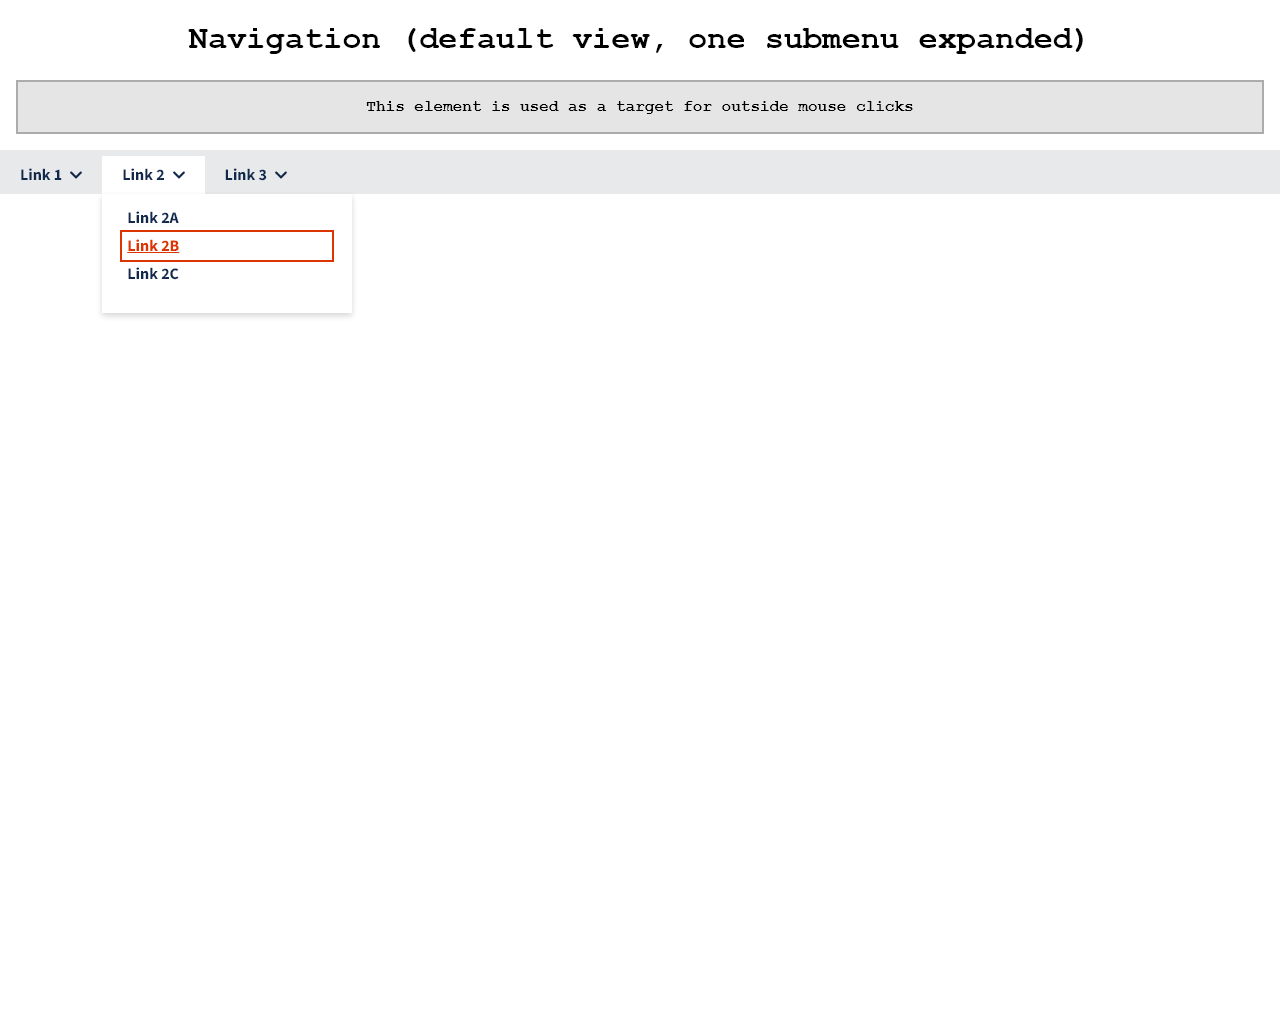 Navigation (default view, one submenu expanded)
This element is used as a target for outside mouse clicks
Link 1
Link 2
Link 3
Link 2A
Link 2B
Link 2C